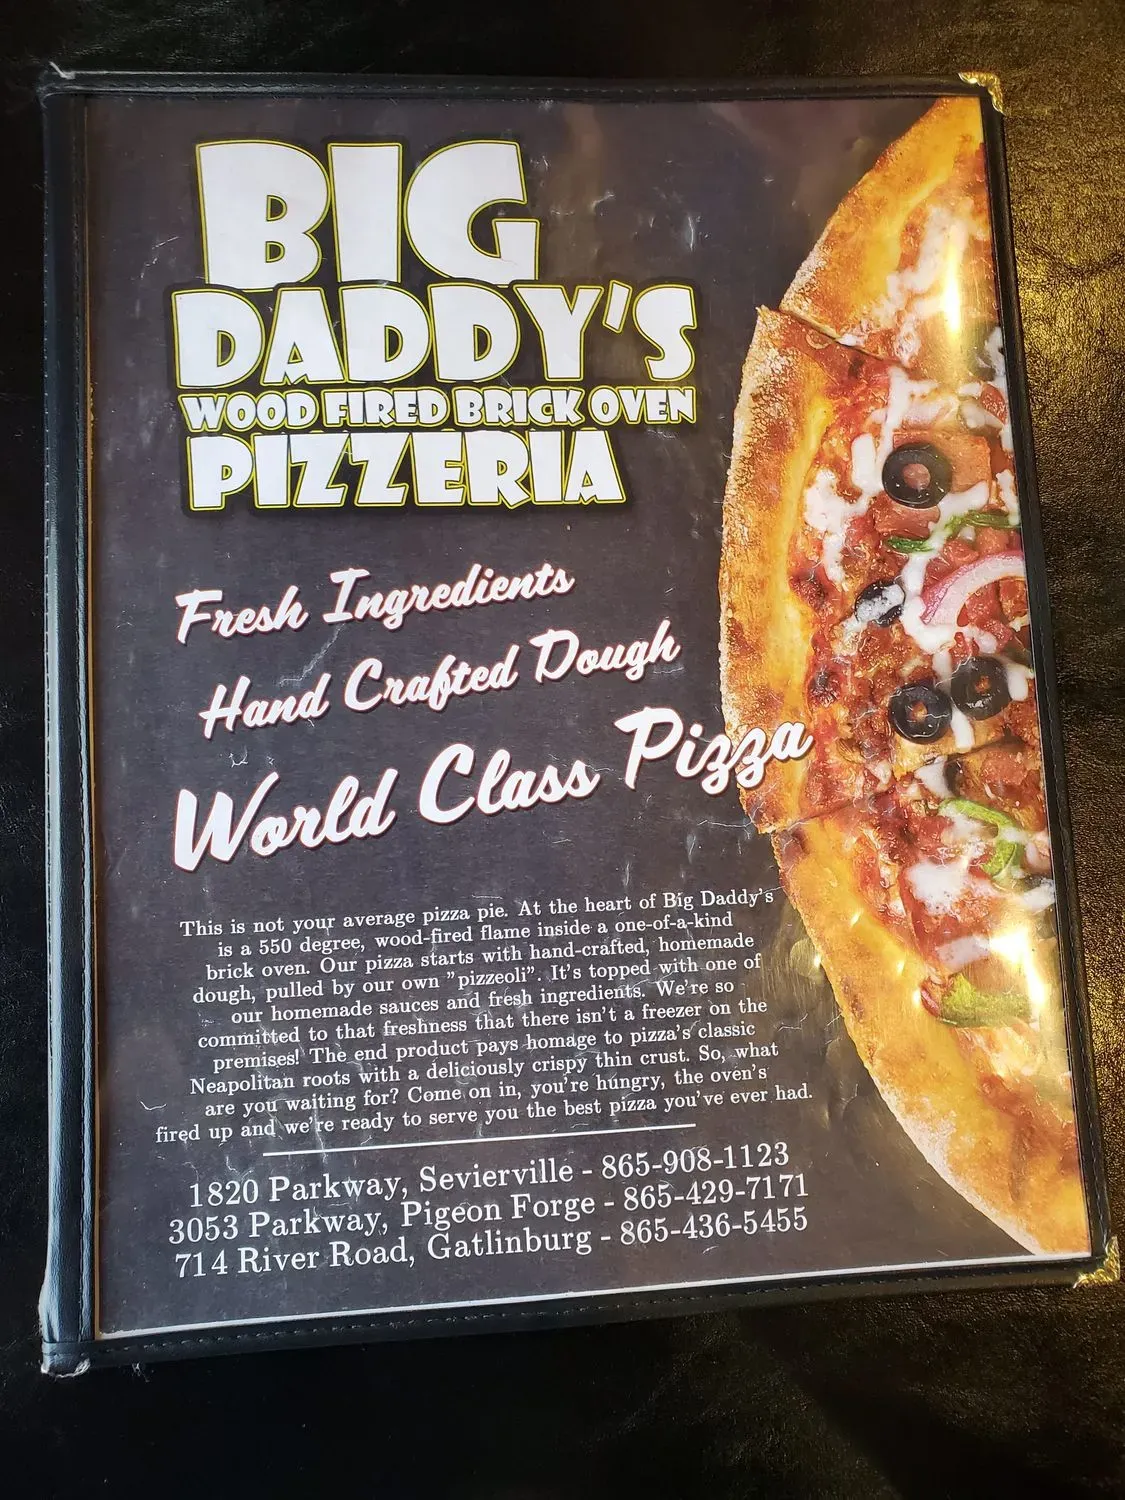 BIG
DADDY'S
WOOD FIRED BRICK OVEN
PIZZERIA
Fresh Ingredients
Hand Crafted Dough
World Class Pizza
This is not your average pizza pie. At the heart of Big Daddy's
is a 550 degree, wood-fired flame inside a one-of-a-kind
brick oven. Our pizza starts with hand-crafted, homemade
dough, pulled by our own "pizzeoli". It's topped with one of
our homemade sauces and fresh ingredients. We're so
committed to that freshness that there isn't a freezer on the
premises! The end product pays homage to pizza's classic
Neapolitan roots with a deliciously crispy thin crust. So, what
are you waiting for? Come on in, you're hungry, the oven's
fired up and we're ready to serve you the best pizza you've ever had.
1820 Parkway, Sevierville - 865-908-1123
3053 Parkway, Pigeon Forge - 865-429-7171
714 River Road, Gatlinburg - 865-436-5455